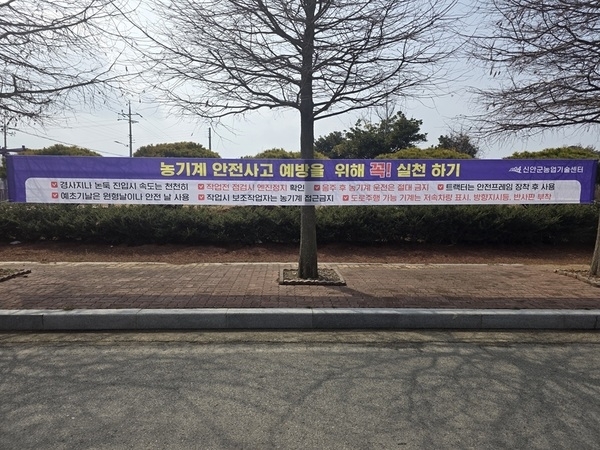 농기계 안전사고 예방을 위해 꼭! 실천 하기
신안군농업기술센터
경사지나 논둑 진입시 속도는 천천히 작업전 점검시 엔진정지 확인 음주 후 농기계 운전은 절대 금지 트랙터는 안전프레임 장착 후 사용
예초기날은 원형날이나 안전 날 사용 작업시 보조작업자는 농기계 접근금지 도로주행 가능 기계는 저속차량 표시, 방향지시등, 반사판 부착